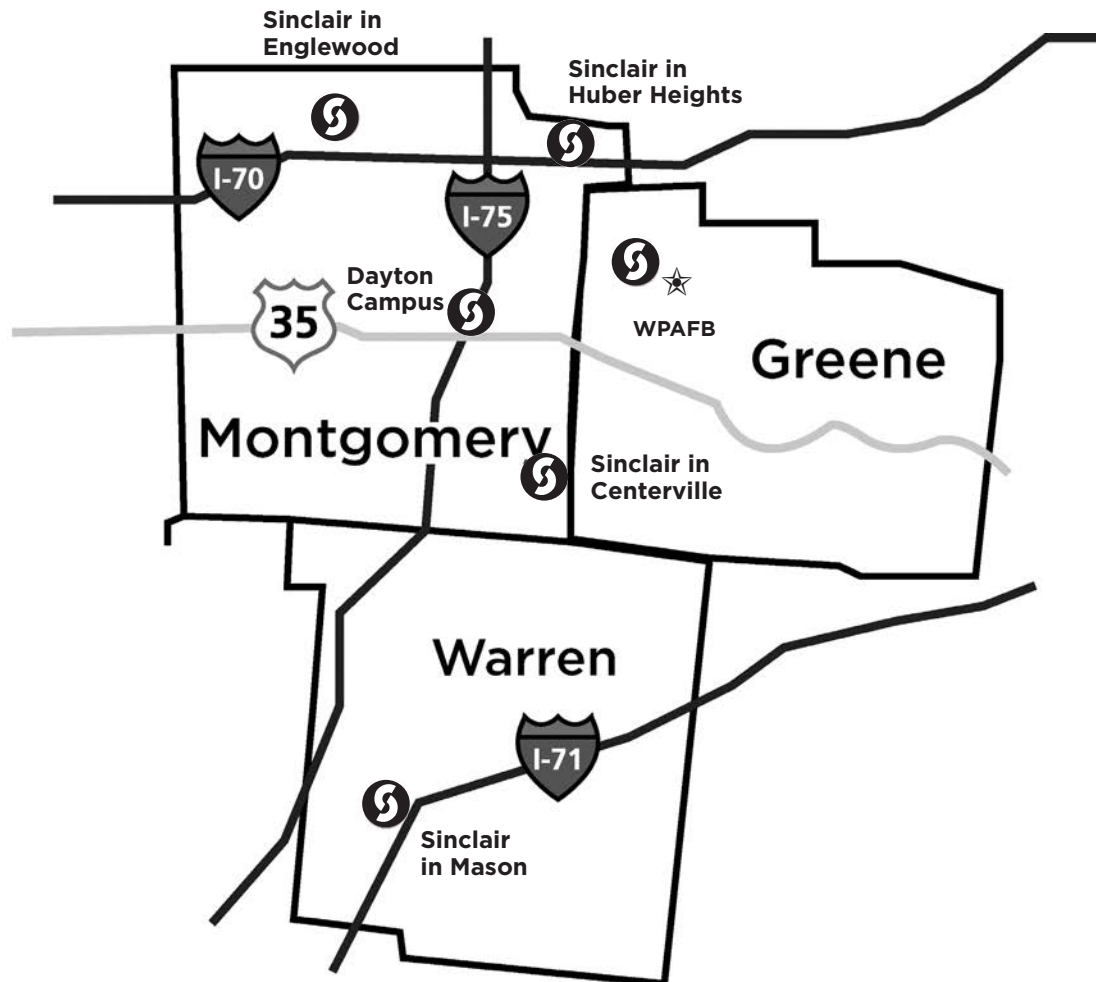 Sinclair in
Englewood
Sinclair in
Huber Heights
I-70
I-75
Dayton
Campus
35
WPAFB
Greene
Montgomery
Sinclair in
Centerville
Warren
I-71
Sinclair
in Mason